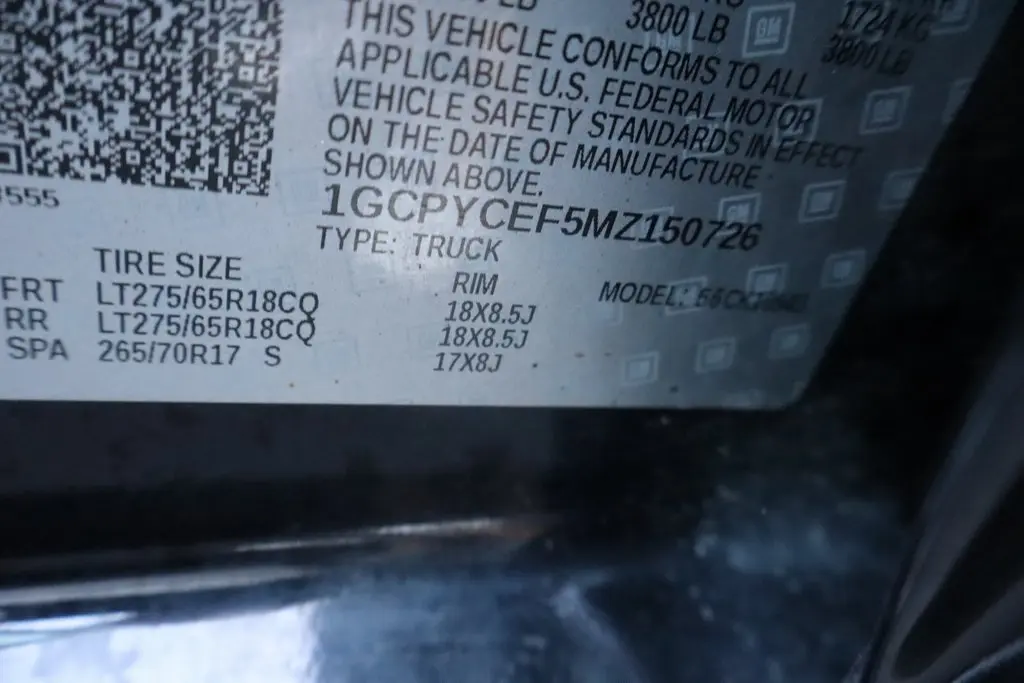 3800 LB
1724 KG
3800 LB
GM
THIS VEHICLE CONFORMS TO ALL
APPLICABLE U.S. FEDERAL MOTOR
VEHICLE SAFETY STANDARDS IN EFFECT
ON THE DATE OF MANUFACTURE
SHOWN ABOVE.
1GCPYCEF5MZ150726
TYPE: TRUCK
MODEL:
TIRE SIZE RIM
FRT LT275/65R18CQ 18X8.5J
RR LT275/65R18CQ 18X8.5J
SPA 265/70R17 S 17X8J